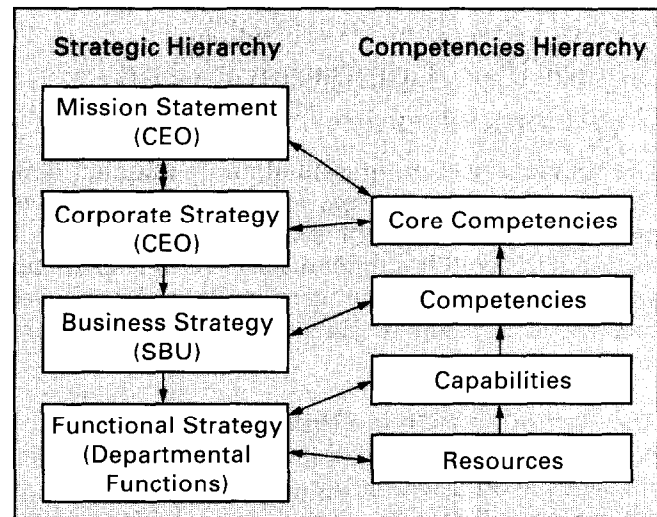 Strategic Hierarchy
Competencies Hierarchy
Mission Statement
(CEO)
Corporate Strategy
(CEO)
Core Competencies
Business Strategy
(SBU)
Competencies
Functional Strategy
(Departmental
Functions)
Capabilities
Resources